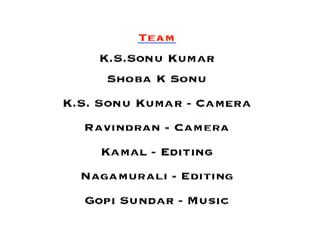 Team
K.S.Sonu Kumar
Shoba K Sonu
K.S. Sonu Kumar - Camera
Ravindran - Camera
Kamal - Editing
Nagamurali - Editing
Gopi Sundar - Music